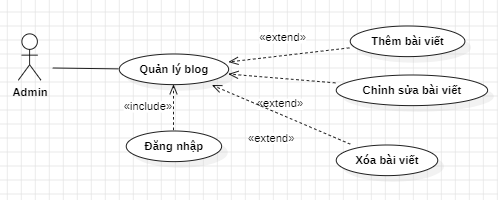 «extend»
Thêm bài viết
Quản lý blog
Admin
Chỉnh sửa bài viết
«include»
«extend»
«extend»
Đăng nhập
Xóa bài viết